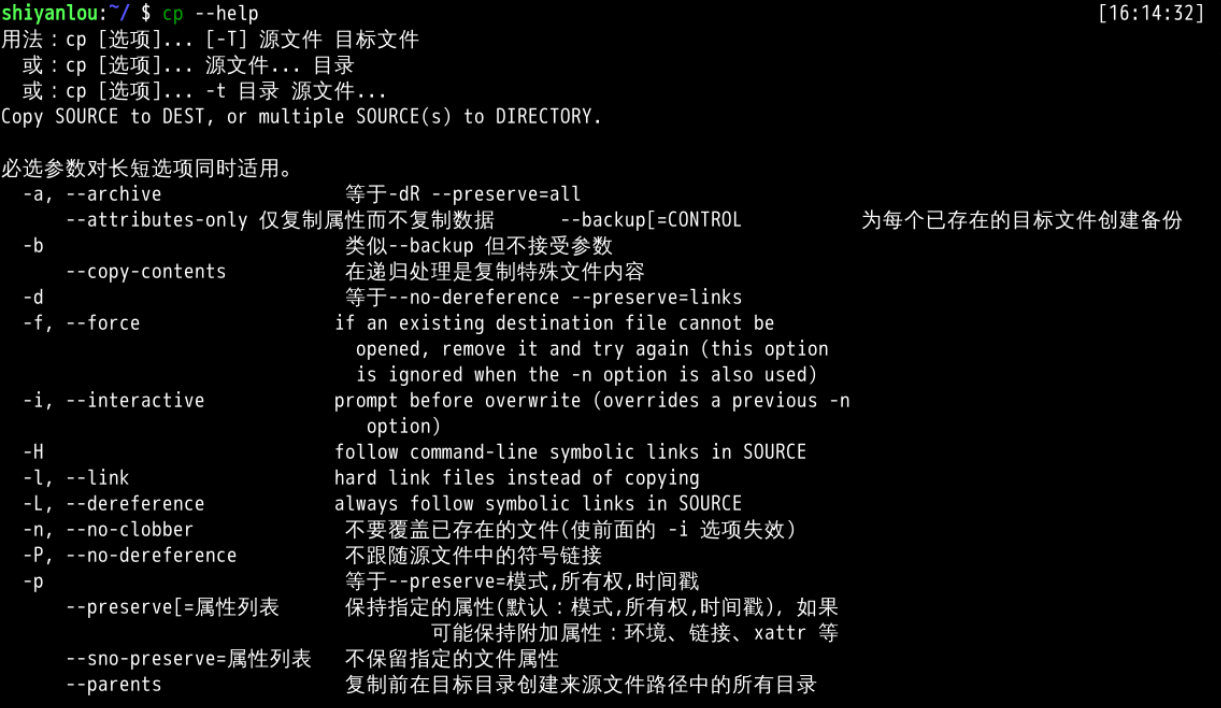 shiyanlou:~/ $ cp --help [16:14:32]
用法：cp [选项]... [-T] 源文件 目标文件
或：cp [选项]... 源文件... 目录
或：cp [选项]... -t 目录 源文件...
Copy SOURCE to DEST, or multiple SOURCE(s) to DIRECTORY.
必选参数对长短选项同时适用。
-a, --archive 等于-dR --preserve=all
--attributes-only 仅复制属性而不复制数据 --backup[=CONTROL 为每个已存在的目标文件创建备份
-b 类似--backup 但不接受参数
--copy-contents 在递归处理是复制特殊文件内容
-d 等于--no-dereference --preserve=links
-f, --force if an existing destination file cannot be
opened, remove it and try again (this option
is ignored when the -n option is also used)
-i, --interactive prompt before overwrite (overrides a previous -n
option)
-H follow command-line symbolic links in SOURCE
-l, --link hard link files instead of copying
-L, --dereference always follow symbolic links in SOURCE
-n, --no-clobber 不要覆盖已存在的文件(使前面的 -i 选项失效)
-P, --no-dereference 不跟随源文件中的符号链接
-p 等于--preserve=模式,所有权,时间戳
--preserve[=属性列表 保持指定的属性(默认：模式,所有权,时间戳), 如果
可能保持附加属性：环境、链接、xattr 等
--sno-preserve=属性列表 不保留指定的文件属性
--parents 复制前在目标目录创建来源文件路径中的所有目录